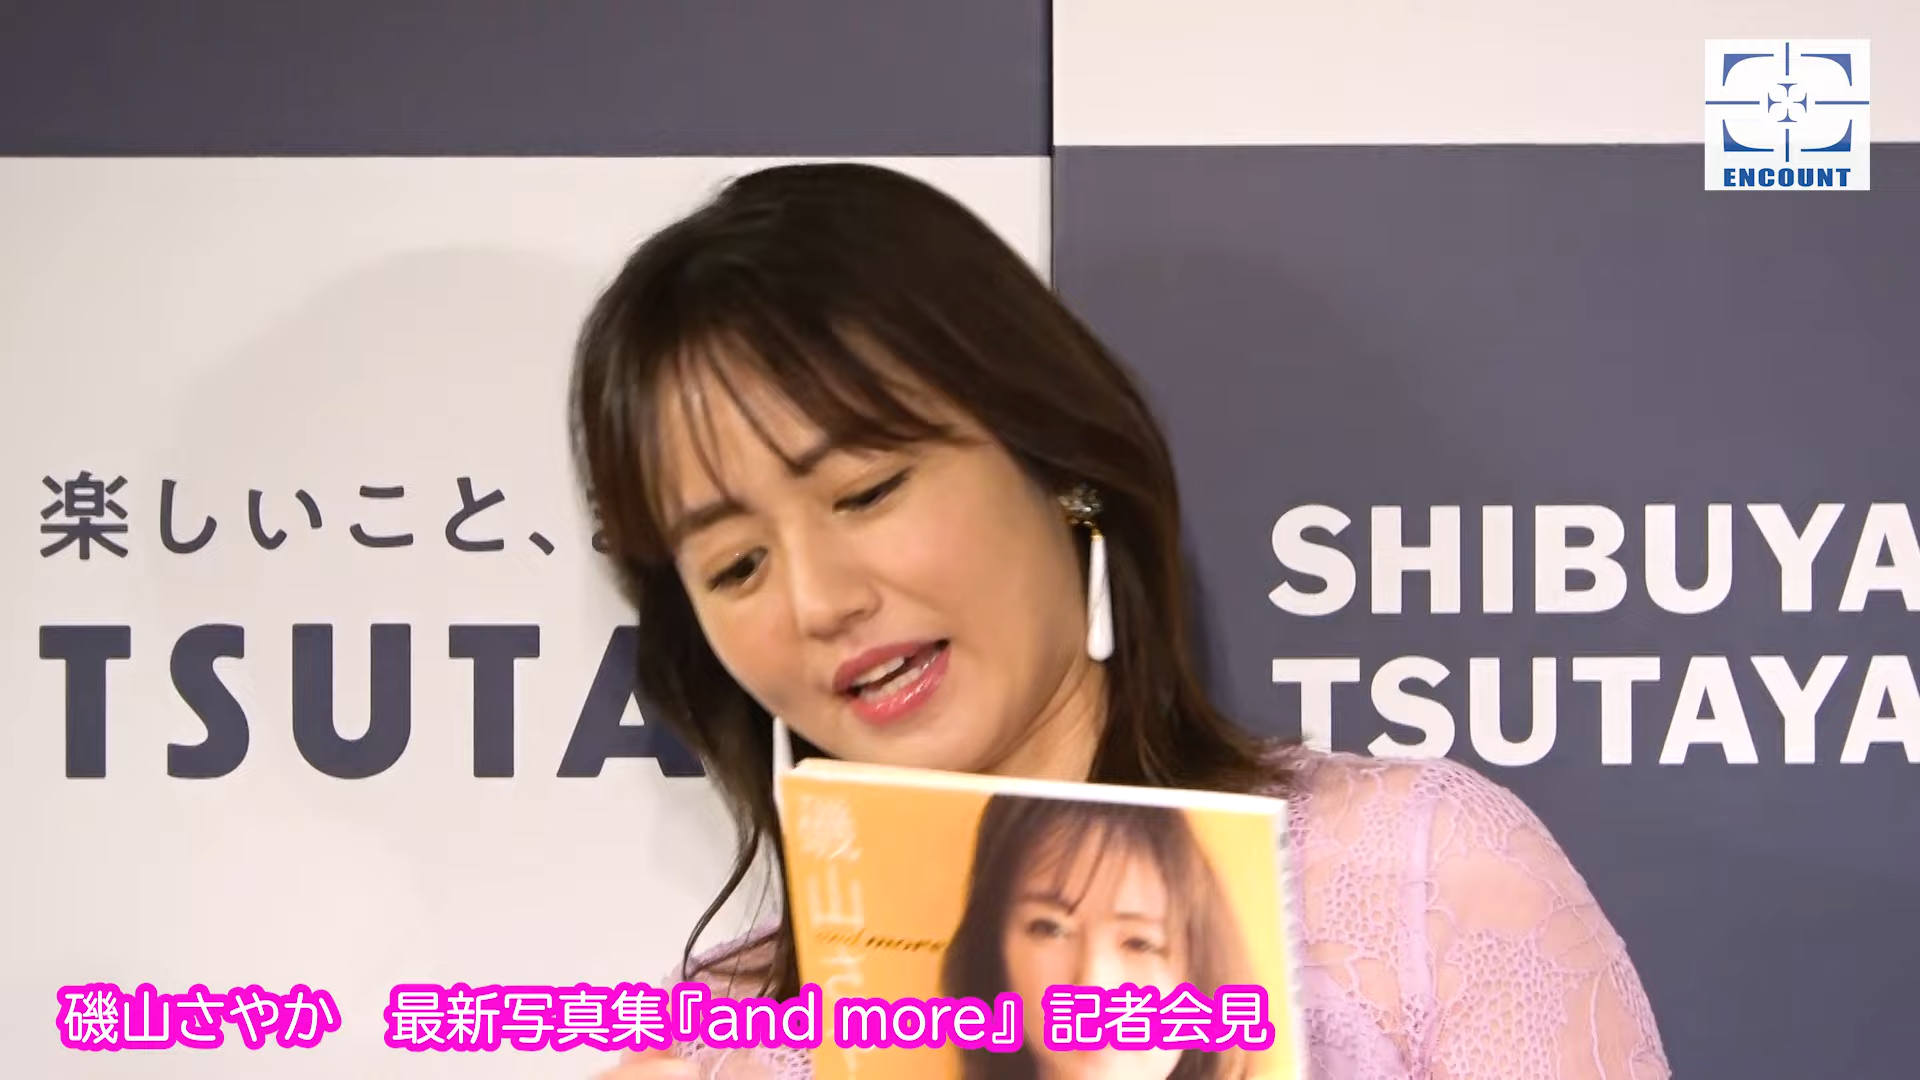 ENCOUNT
楽しいこと、
TSUTA
SHIBUYA
TSUTAYA
磯山
and more
磯山さやか 最新写真集『and more』記者会見